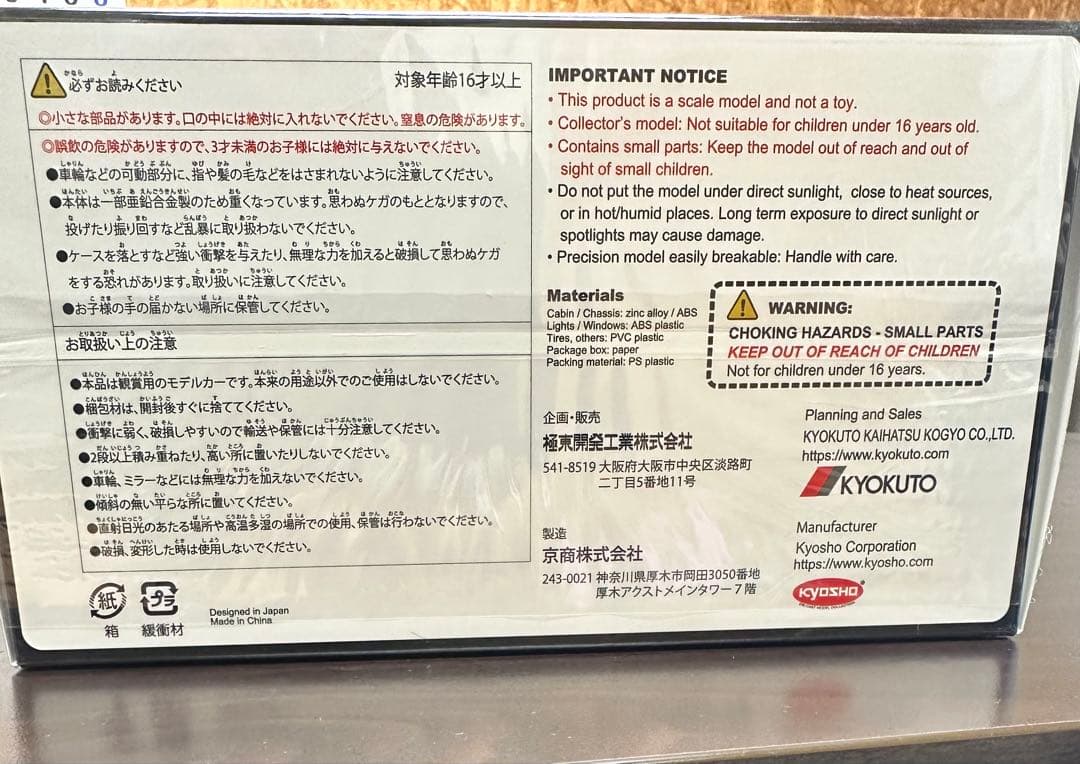 必ずお読みください
対象年齢16才以上
◎小さな部品があります。口の中には絶対に入れないでください。窒息の危険があります。
◎誤飲の危険がありますので、3才未満のお子様には絶対に与えないでください。
●車輪などの可動部分に、指や髪の毛などをはさまれないように注意してください。
●本体は一部亜鉛合金製のため重くなっています。思わぬケガのもととなりますので、
投げたり振り回すなど乱暴に取り扱わないでください。
●ケースを落とすなど強い衝撃を与えたり、無理な力を加えると破損して思わぬケガ
をする恐れがあります。取り扱いに注意してください。
●お子様の手の届かない場所に保管してください。
お取扱い上の注意
●本品は観賞用のモデルカーです。本来の用途以外でのご使用はしないでください。
●梱包材は、開封後すぐに捨ててください。
●衝撃に弱く、破損しやすいので輸送や保管には十分注意してください。
●2段以上積み重ねたり、高い所に置いたりしないでください。
●車輪、ミラーなどには無理な力を加えないでください。
●傾斜の無い平らな所に置いてください。
●直射日光のあたる場所や高温多湿の場所での使用、保管は行わないでください。
●破損、変形した時は使用しないでください。
紙
箱
プラ
緩衝材
Designed in Japan
Made in China
IMPORTANT NOTICE
• This product is a scale model and not a toy.
• Collector's model: Not suitable for children under 16 years old.
• Contains small parts: Keep the model out of reach and out of
sight of small children.
• Do not put the model under direct sunlight, close to heat sources,
or in hot/humid places. Long term exposure to direct sunlight or
spotlights may cause damage.
• Precision model easily breakable: Handle with care.
Materials
Cabin / Chassis: zinc alloy / ABS
Lights / Windows: ABS plastic
Tires, others: PVC plastic
Package box: paper
Packing material: PS plastic
WARNING:
CHOKING HAZARDS - SMALL PARTS
KEEP OUT OF REACH OF CHILDREN
Not for children under 16 years.
企画・販売
極東開発工業株式会社
541-8519 大阪府大阪市中央区淡路町
二丁目5番地11号
Planning and Sales
KYOKUTO KAIHATSU KOGYO CO.,LTD.
https://www.kyokuto.com
KYOKUTO
製造
京商株式会社
243-0021 神奈川県厚木市岡田3050番地
厚木アクストメインタワー7階
Manufacturer
Kyosho Corporation
https://www.kyosho.com
KYOSHO